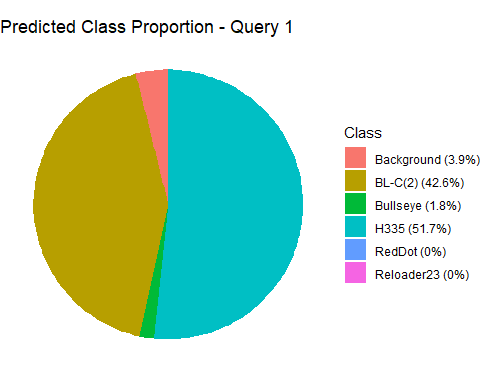 Predicted Class Proportion - Query 1
Class
Background (3.9%)
BL-C(2) (42.6%)
Bullseye (1.8%)
H335 (51.7%)
RedDot (0%)
Reloader23 (0%)